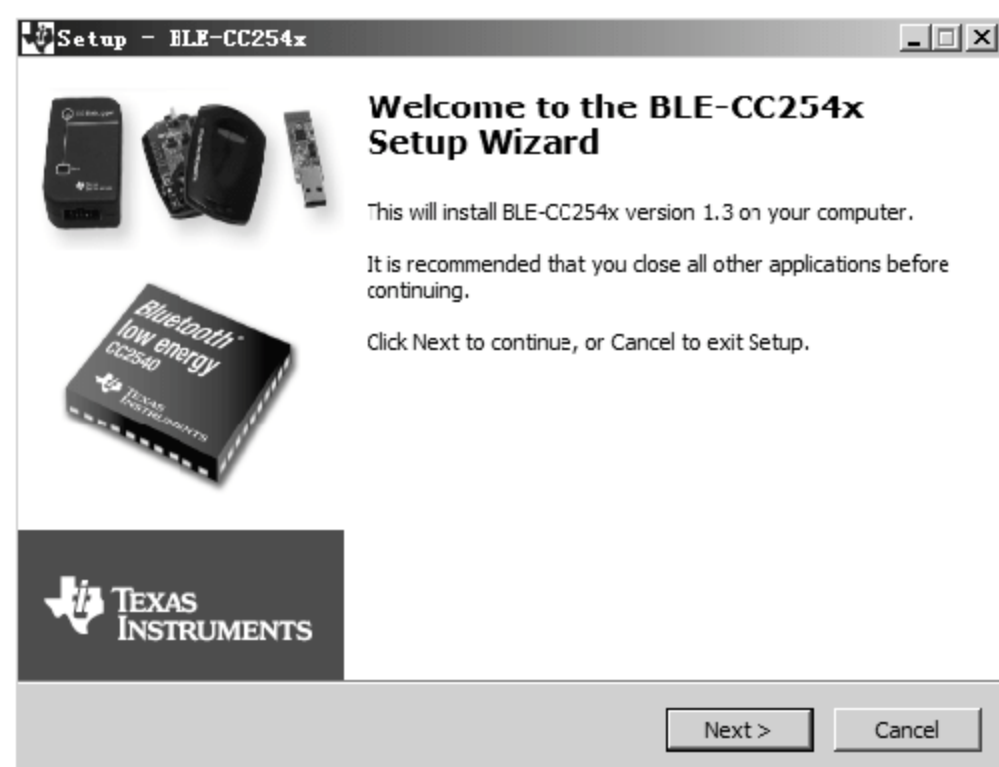 Setup - BLE-CC254x
Welcome to the BLE-CC254x
Setup Wizard
This will install BLE-CC254x version 1.3 on your computer.
It is recommended that you close all other applications before
continuing.
Click Next to continue, or Cancel to exit Setup.
Bluetooth
low energy
CC2540
TEXAS
INSTRUMENTS
TEXAS
INSTRUMENTS
Next >
Cancel